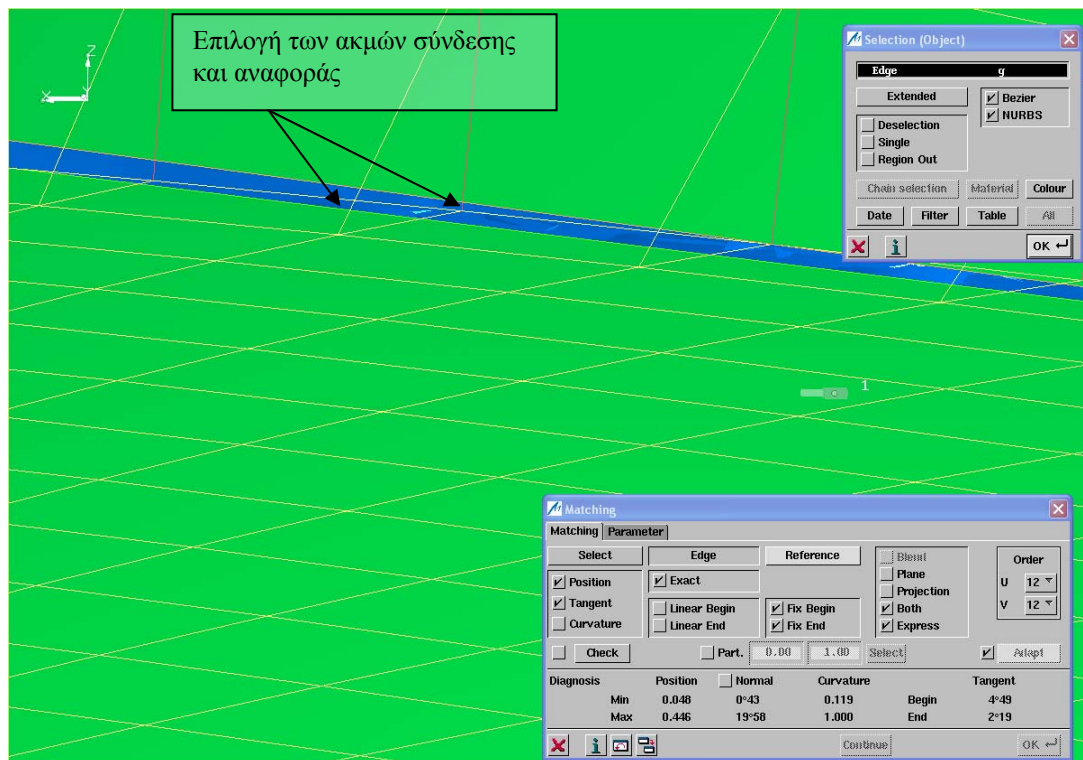 Επιλογή των ακμών σύνδεσης
και αναφοράς
Z
X
1
Selection (Object)
Edge g
Extended
Bezier
NURBS
Deselection
Single
Region Out
Chain selection Material Colour
Date Filter Table All
OK
Matching
Matching Parameter
Select Edge Reference
Position
Tangent
Curvature
Exact
Linear Begin
Linear End
Fix Begin
Fix End
Blend
Plane
Projection
Both
Express
Order
U 12
V 12
Check Part. 0.00 1.00 Select Adapt
Diagnosis Position Normal Curvature Tangent
Min 0.048 0°43 0.119 Begin 4°49
Max 0.446 19°58 1.000 End 2°19
Continue OK